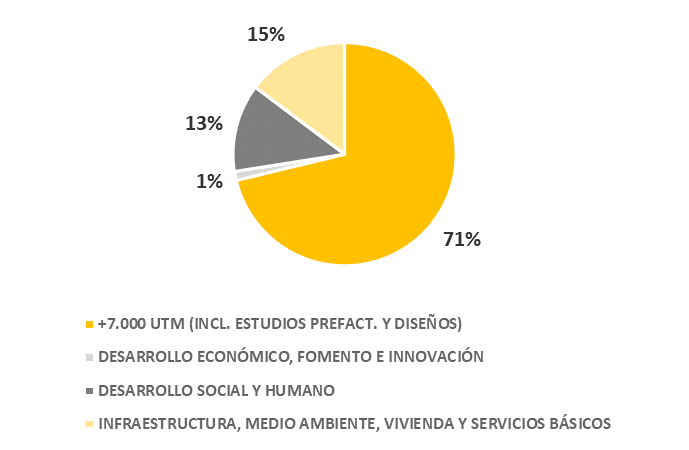 15%
13%
1%
71%
+7.000 UTM (INCL. ESTUDIOS PREFACT. Y DISEÑOS)
DESARROLLO ECONÓMICO, FOMENTO E INNOVACIÓN
DESARROLLO SOCIAL Y HUMANO
INFRAESTRUCTURA, MEDIO AMBIENTE, VIVIENDA Y SERVICIOS BÁSICOS